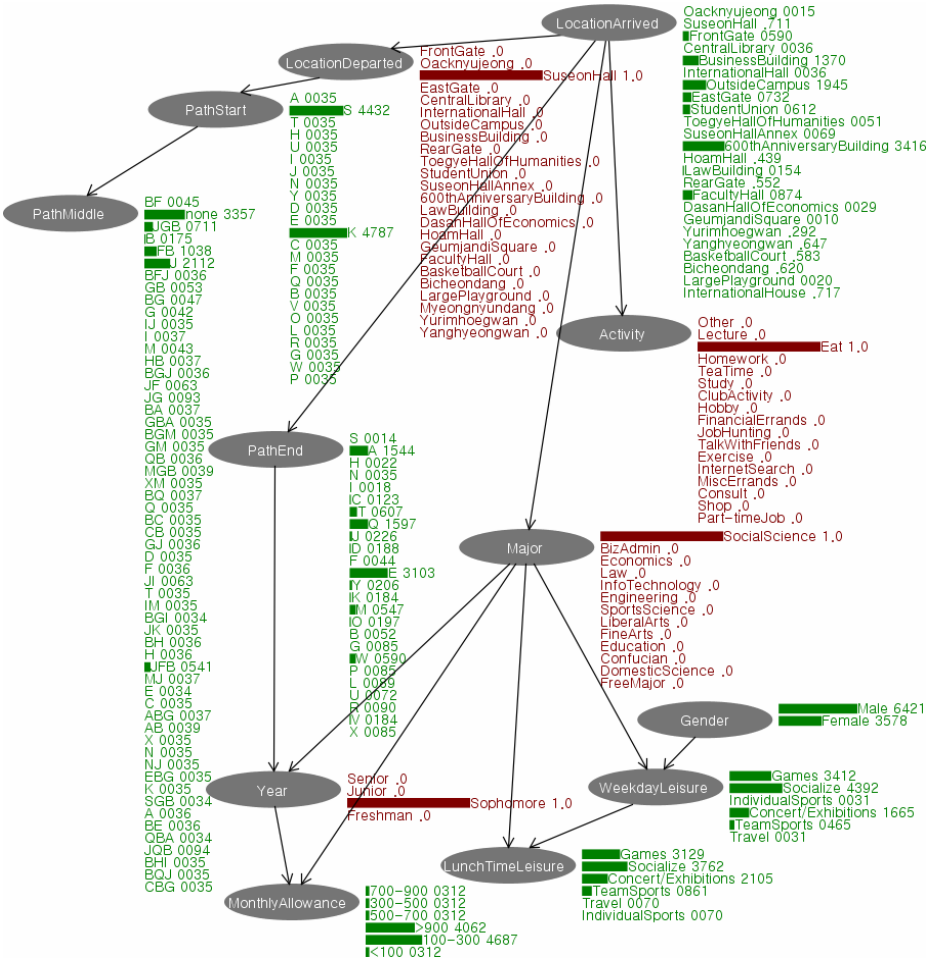 LocationArrived
Oacknyujeong 0015
SuseonHall .711
FrontGate 0590
CentralLibrary 0036
BusinessBuilding 1370
InternationalHall 0036
OutsideCampus 1945
EastGate 0732
StudentUnion 0612
ToegyeHallOfHumanities 0051
SuseonHallAnnex 0069
600thAnniversaryBuilding 3416
HoamHall .439
LawBuilding 0154
RearGate .552
FacultyHall 0874
DasanHallOfEconomics 0029
GeumjandiSquare 0010
Yurimhoegwan .292
Yanghyeongwan .647
BasketballCourt .583
Bicheondang .620
LargePlayground 0020
InternationalHouse .717
LocationDeparted
FrontGate .0
Oacknyujeong .0
SuseonHall 1.0
EastGate .0
CentralLibrary .0
InternationalHall .0
OutsideCampus .0
BusinessBuilding .0
RearGate .0
ToegyeHallOfHumanities .0
StudentUnion .0
SuseonHallAnnex .0
600thAnniversaryBuilding .0
LawBuilding .0
DasanHallOfEconomics .0
HoamHall .0
GeumjandiSquare .0
FacultyHall .0
BasketballCourt .0
Bicheondang .0
LargePlayground .0
Myeongnyundang .0
Yurimhoegwan .0
Yanghyeongwan .0
PathStart
A 0035
S 4432
T 0035
H 0035
U 0035
I 0035
J 0035
N 0035
Y 0035
D 0035
E 0035
K 4787
C 0035
M 0035
F 0035
Q 0035
B 0035
V 0035
O 0035
L 0035
R 0035
G 0035
W 0035
P 0035
PathMiddle
BF 0045
none 3357
JGB 0711
B 0175
FB 1038
J 2112
BFJ 0036
GB 0053
BG 0047
G 0042
IJ 0035
I 0037
M 0043
HB 0037
BGJ 0036
JF 0063
JG 0093
BA 0037
GBA 0035
BGM 0035
GM 0035
QB 0036
MGB 0039
XM 0035
BQ 0037
Q 0035
BC 0035
CB 0035
GJ 0036
D 0035
F 0036
JI 0063
T 0035
IM 0035
BGI 0034
JK 0035
BH 0036
H 0036
JFB 0541
MJ 0037
E 0034
C 0035
ABG 0037
AB 0039
X 0035
N 0035
NJ 0035
EBG 0035
K 0035
SGB 0034
A 0036
BE 0036
QBA 0034
JQB 0094
BHI 0035
BQJ 0035
CBG 0035
Activity
Other .0
Lecture .0
Eat 1.0
Homework .0
TeaTime .0
Study .0
ClubActivity .0
Hobby .0
FinancialErrands .0
JobHunting .0
TalkWithFriends .0
Exercise .0
InternetSearch .0
MiscErrands .0
Consult .0
Shop .0
Part-timeJob .0
PathEnd
S 0014
A 1544
H 0022
N 0035
I 0018
C 0123
T 0607
Q 1597
J 0226
D 0188
F 0044
E 3103
Y 0206
K 0184
M 0547
O 0197
B 0052
G 0085
W 0590
P 0085
L 0089
U 0072
R 0090
V 0184
X 0085
Major
SocialScience 1.0
BizAdmin .0
Economics .0
Law .0
InfoTechnology .0
Engineering .0
SportsScience .0
LiberalArts .0
FineArts .0
Education .0
Confucian .0
DomesticScience .0
FreeMajor .0
Gender
Male 6421
Female 3578
Year
Senior .0
Junior .0
Sophomore 1.0
Freshman .0
WeekdayLeisure
Games 3412
Socialize 4392
IndividualSports 0031
Concert/Exhibitions 1665
TeamSports 0465
Travel 0031
LunchTimeLeisure
Games 3129
Socialize 3762
Concert/Exhibitions 2105
TeamSports 0861
Travel 0070
IndividualSports 0070
MonthlyAllowance
700-900 0312
300-500 0312
500-700 0312
>900 4062
100-300 4687
<100 0312